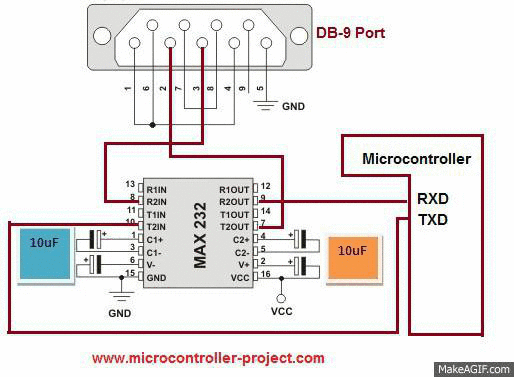 DB-9 Port
1 6 2 7 3 8 4 9 5
GND
Microcontroller
RXD
TXD
MAX 232
13 R1IN R1OUT 12
8 R2IN R2OUT 9
11 T1IN T1OUT 14
10 T2IN T2OUT 7
1 C1+ C2+ 4
3 C1- C2- 5
6 V- V+ 2
15 GND VCC 16
10uF
10uF
+
+
+
+
GND
VCC
www.microcontroller-project.com
MakeAGIF.com